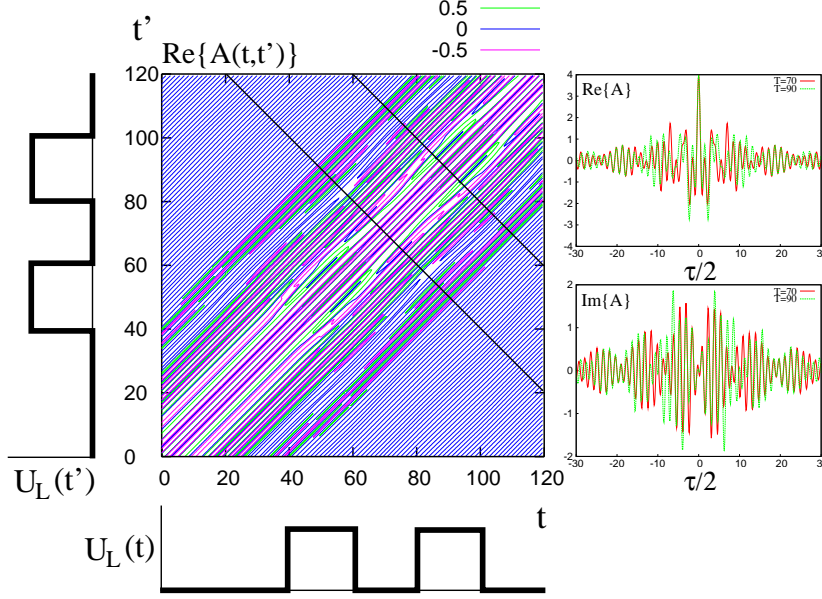 0.5
0
-0.5
t'
Re{A(t,t')}
120
100
80
60
40
20
0
0 20 40 60 80 100 120
t
U_L(t')
U_L(t)
Re{A}
T=70
T=90
4
3
2
1
0
-1
-2
-3
-4
-30 -20 -10 0 10 20 3
τ/2
Im{A}
T=70
T=90
2
1
0
-1
-2
-30 -20 -10 0 10 20 3
τ/2